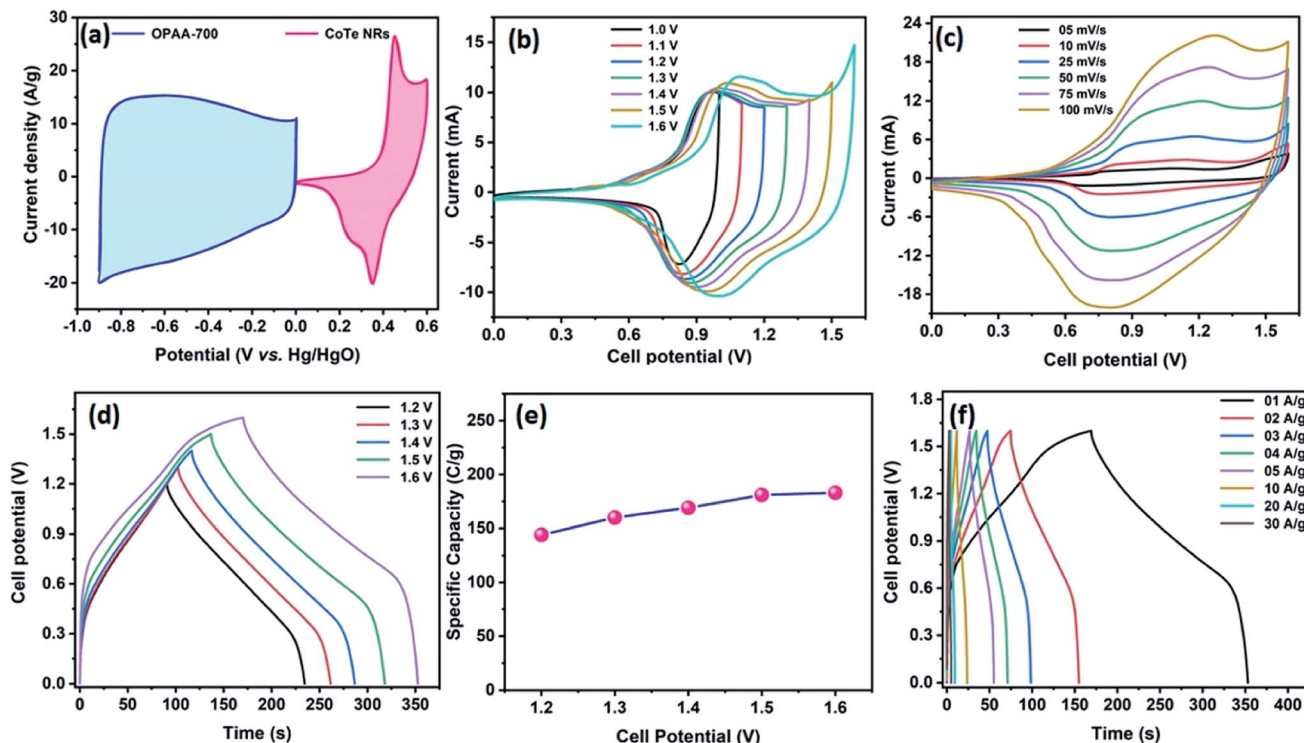 (a)
OPAA-700
CoTe NRs
30
25
20
10
0
-10
-20
Current density (A/g)
-1.0 -0.8 -0.6 -0.4 -0.2 0.0 0.2 0.4 0.6
Potential (V vs. Hg/HgO)
(b)
1.0 V
1.1 V
1.2 V
1.3 V
1.4 V
1.5 V
1.6 V
15
10
5
0
5
-10
Current (mA)
0.0 0.3 0.6 0.9 1.2 1.5
Cell potential (V)
(c)
05 mV/s
10 mV/s
25 mV/s
50 mV/s
75 mV/s
100 mV/s
24
18
12
6
0
-6
-12
-18
Current (mA)
0.0 0.3 0.6 0.9 1.2 1.5
Cell potential (V)
(d)
1.2 V
1.3 V
1.4 V
1.5 V
1.6 V
1.8
1.5
1.2
0.9
0.6
0.3
0.0
Cell potential (V)
0 50 100 150 200 250 300 350
Time (s)
(e)
250
225
200
175
150
125
100
75
50
25
0
Specific Capacity (C/g)
1.2 1.3 1.4 1.5 1.6
Cell Potential (V)
(f)
01 A/g
02 A/g
03 A/g
04 A/g
05 A/g
10 A/g
20 A/g
30 A/g
1.8
1.5
1.2
0.9
0.6
0.3
0.0
Cell potential (V)
0 50 100 150 200 250 300 350 400
Time (s)